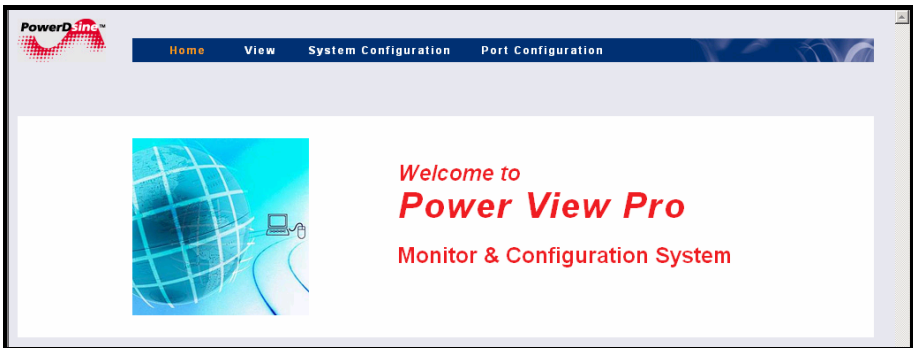 PowerDsine™
Home View System Configuration Port Configuration
Welcome to
Power View Pro
Monitor & Configuration System